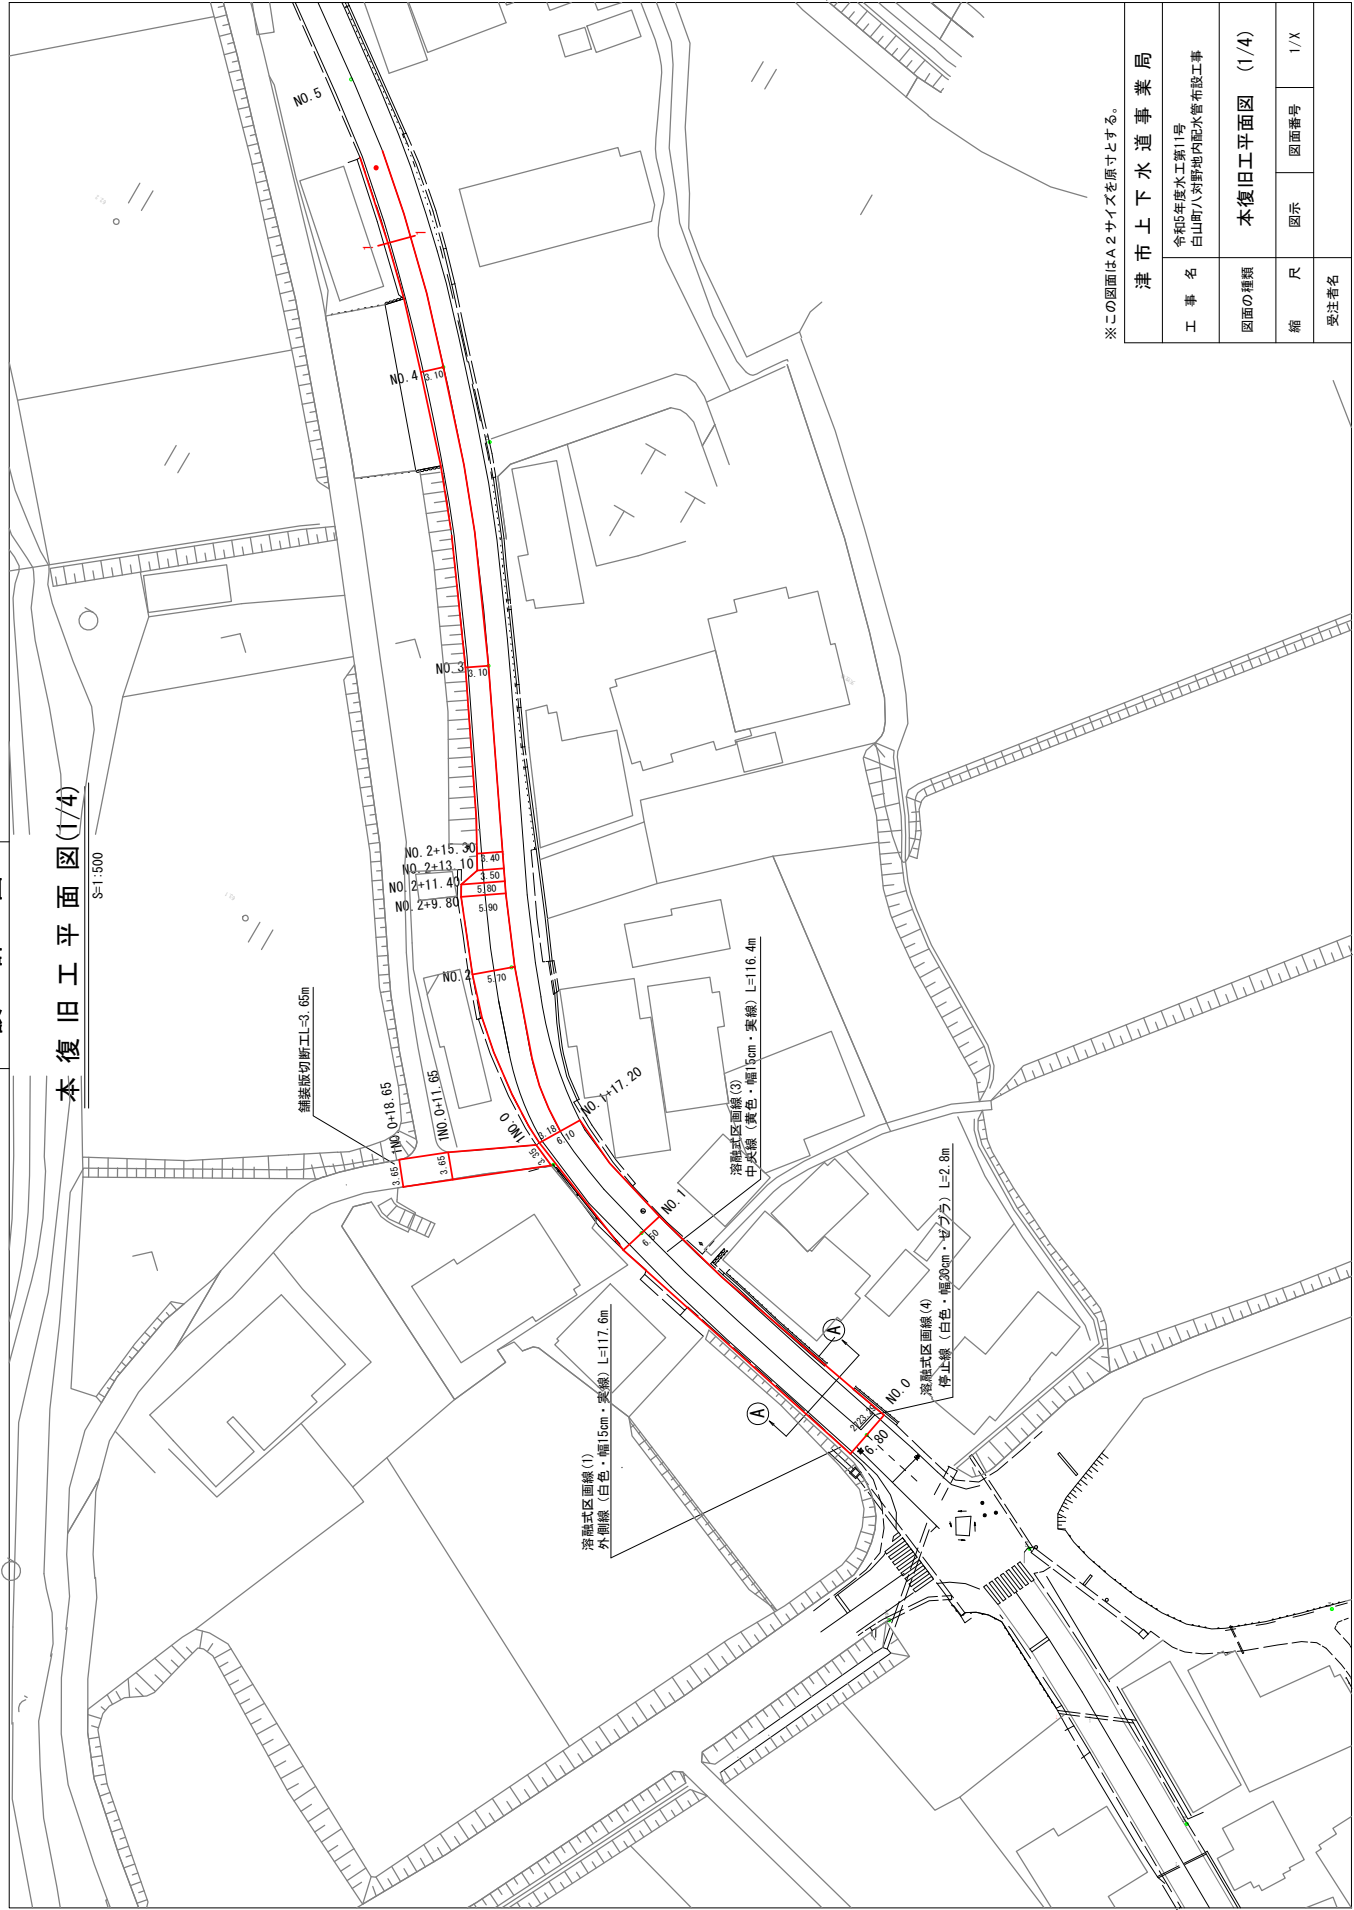 本復旧工平面図(1/4)
S=1:500
舗装版切断工L=3.65m
1NO.0+18.65
1NO.0+11.65
3.65
3.65
1NO.0
3.35
3.18
6.10
NO.1+17.20
NO.1
6.60
NO.2
5.70
NO.2+9.80
5.90
NO.2+11.40
5.80
NO.2+13.10
3.50
NO.2+15.30
3.40
NO.3
3.10
NO.4
3.10
NO.5
溶融式区画線(1)
外側線（白色・幅15cm・実線）L=117.6m
溶融式区画線(3)
中央線（黄色・幅15cm・実線）L=116.4m
溶融式区画線(4)
停止線（白色・幅30cm・ゼブラ）L=2.8m
A
A
NO.0
6.80
※この図面はA2サイズを原寸とする。
津市上下水道事業局
工事名
令和5年度水工第11号
白山町八対野地内配水管布設工事
図面の種類
本復旧工平面図 (1/4)
縮尺
図示
図面番号
1/X
受注者名